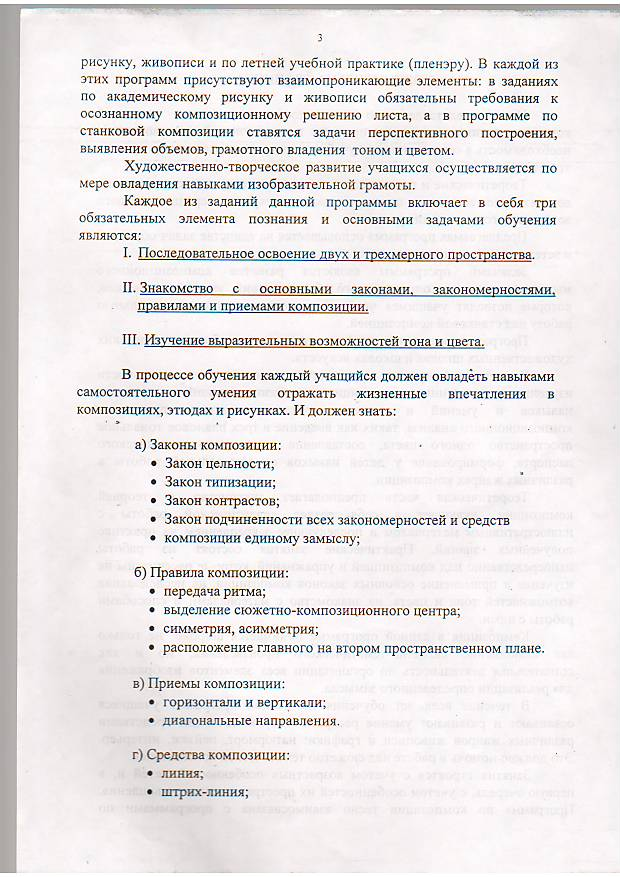 3
рисунку, живописи и по летней учебной практике (пленэру). В каждой из
этих программ присутствуют взаимопроникающие элементы: в заданиях
по академическому рисунку и живописи обязательны требования к
осознанному композиционному решению листа, а в программе по
станковой композиции ставятся задачи перспективного построения,
выявления объемов, грамотного владения тоном и цветом.
Художественно-творческое развитие учащихся осуществляется по
мере овладения навыками изобразительной грамоты.
Каждое из заданий данной программы включает в себя три
обязательных элемента познания и основными задачами обучения
являются:
I. Последовательное освоение двух и трехмерного пространства.
II. Знакомство с основными законами, закономерностями,
правилами и приемами композиции.
III. Изучение выразительных возможностей тона и цвета.
В процессе обучения каждый учащийся должен овладеть навыками
самостоятельного умения отражать жизненные впечатления в
композициях, этюдах и рисунках. И должен знать:
а) Законы композиции:
• Закон цельности;
• Закон типизации;
• Закон контрастов;
• Закон подчиненности всех закономерностей и средств
• композиции единому замыслу;
б) Правила композиции:
• передача ритма;
• выделение сюжетно-композиционного центра;
• симметрия, асимметрия;
• расположение главного на втором пространственном плане.
в) Приемы композиции:
• горизонтали и вертикали;
• диагональные направления.
г) Средства композиции:
• линия;
• штрих-линия;